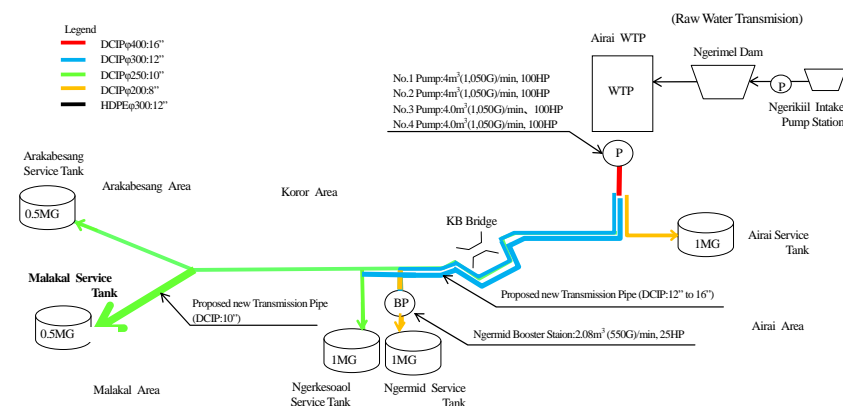 (Raw Water Transmision)
Legend
DCIPφ400:16”
DCIPφ300:12”
DCIPφ250:10”
DCIPφ200:8”
HDPEφ300:12”
Airai WTP
Ngerimel Dam
WTP
P
Ngerikiil Intake
Pump Station
No.1 Pump:4m³(1,050G)/min, 100HP
No.2 Pump:4m³(1,050G)/min, 100HP
No.3 Pump:4.0m³(1,050G)/min、100HP
No.4 Pump:4.0m³(1,050G)/min, 100HP
P
Arakabesang
Service Tank
0.5MG
Arakabesang Area
Koror Area
KB Bridge
1MG
Airai Service
Tank
Malakal Service
Tank
0.5MG
Proposed new Transmission Pipe
(DCIP:10”)
BP
Proposed new Transmission Pipe (DCIP:12” to 16”)
Ngermid Booster Staion:2.08m³ (550G)/min, 25HP
Airai Area
1MG
1MG
Malakal Area
Ngerkesoaol
Service Tank
Ngermid Service
Tank